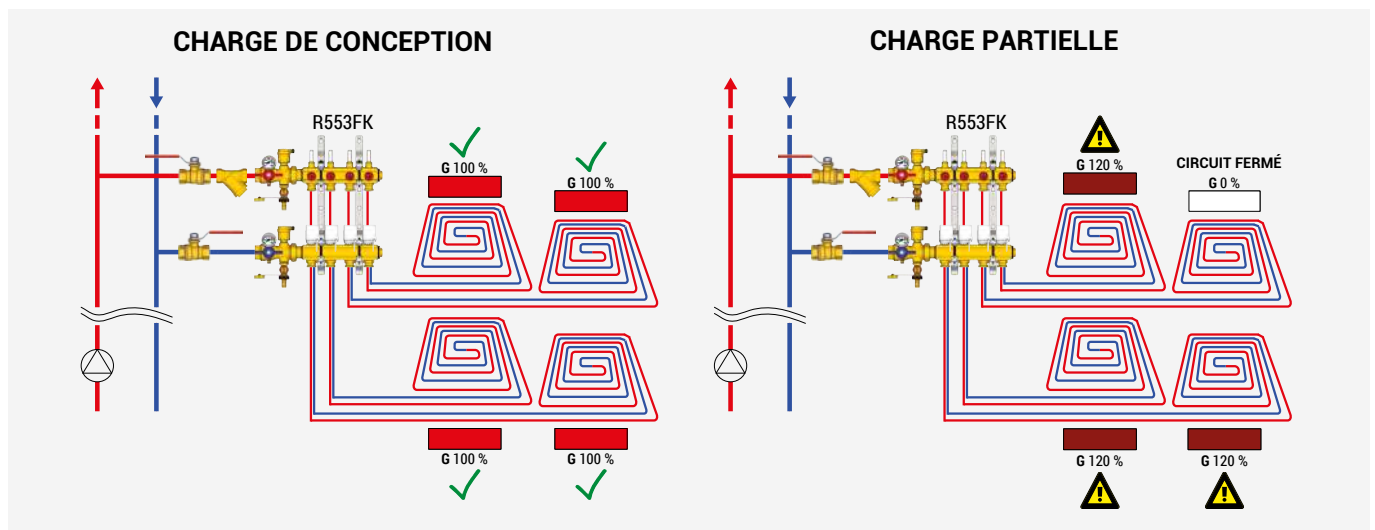 CHARGE DE CONCEPTION
R553FK
G 100 %
G 100 %
G 100 %
G 100 %
CHARGE PARTIELLE
R553FK
G 120 %
CIRCUIT FERMÉ
G 0 %
G 120 %
G 120 %